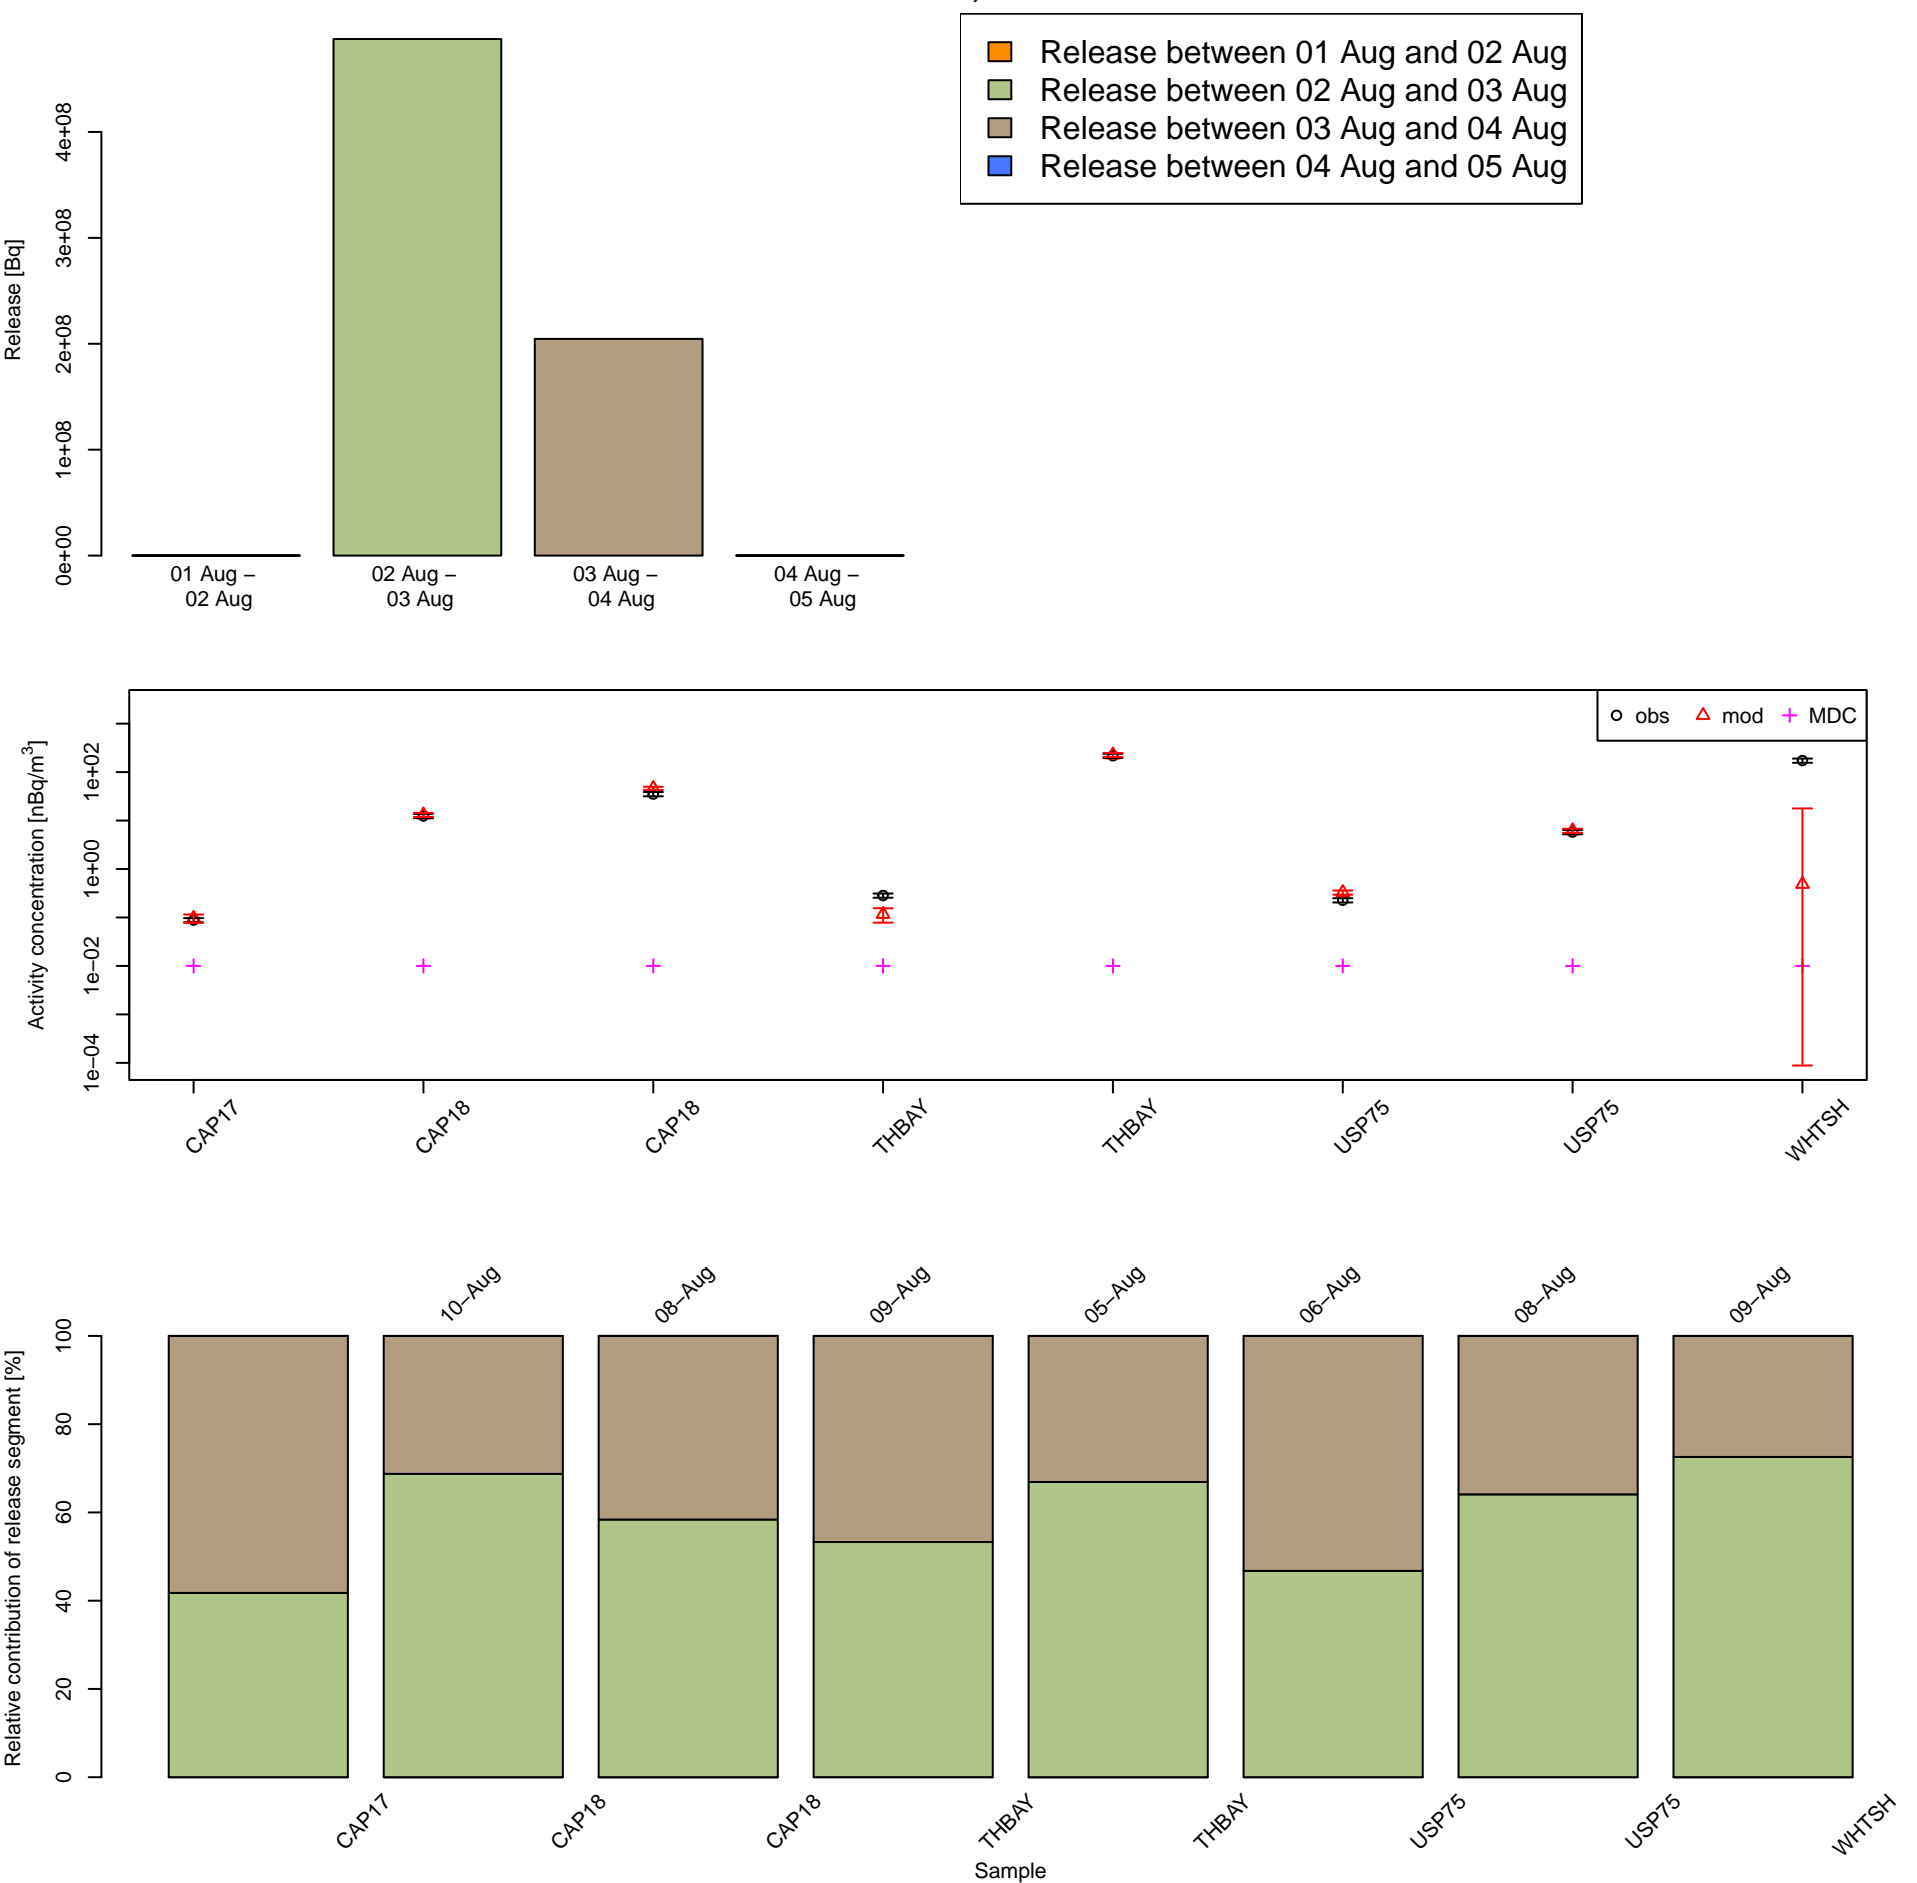 Release between 01 Aug and 02 Aug
Release between 02 Aug and 03 Aug
Release between 03 Aug and 04 Aug
Release between 04 Aug and 05 Aug
Release [Bq]
4e+08
3e+08
2e+08
1e+08
0e+00
01 Aug –
02 Aug
02 Aug –
03 Aug
03 Aug –
04 Aug
04 Aug –
05 Aug
Activity concentration [nBq/m³]
1e+02
1e+00
1e−02
1e−04
obs mod MDC
CAP17 CAP18 CAP18 THBAY THBAY USP75 USP75 WHTSH
10−Aug 08−Aug 09−Aug 05−Aug 06−Aug 08−Aug 09−Aug
Relative contribution of release segment [%]
100
80
60
40
20
0
CAP17 CAP18 CAP18 THBAY THBAY USP75 USP75 WHTSH
Sample